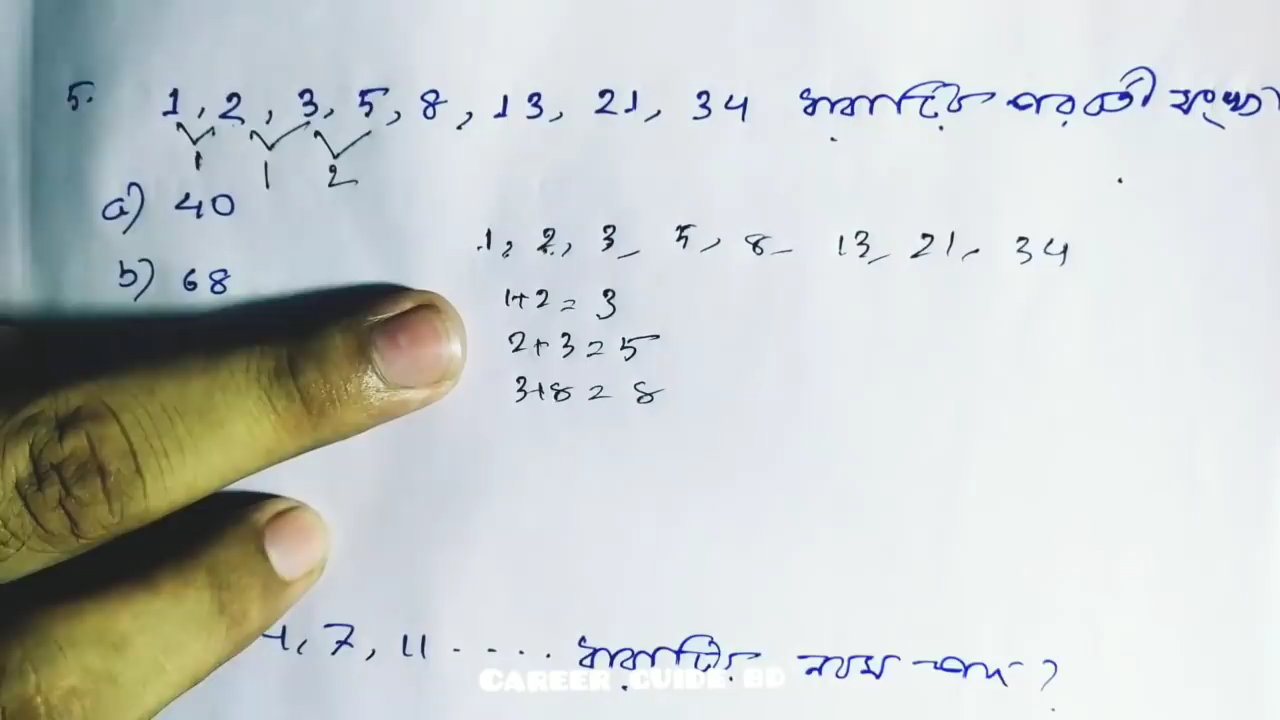 5. 1, 2, 3, 5, 8, 13, 21, 34 ধারাটির পরবর্তী সংখ্যা
1 1 2
a) 40
1, 2, 3, 5, 8, 13, 21, 34
b) 68
1+2=3
2+3=5
3+8=8
7, 11 ..... ধারাটির নবম পদ?
CAREER GUIDE BD